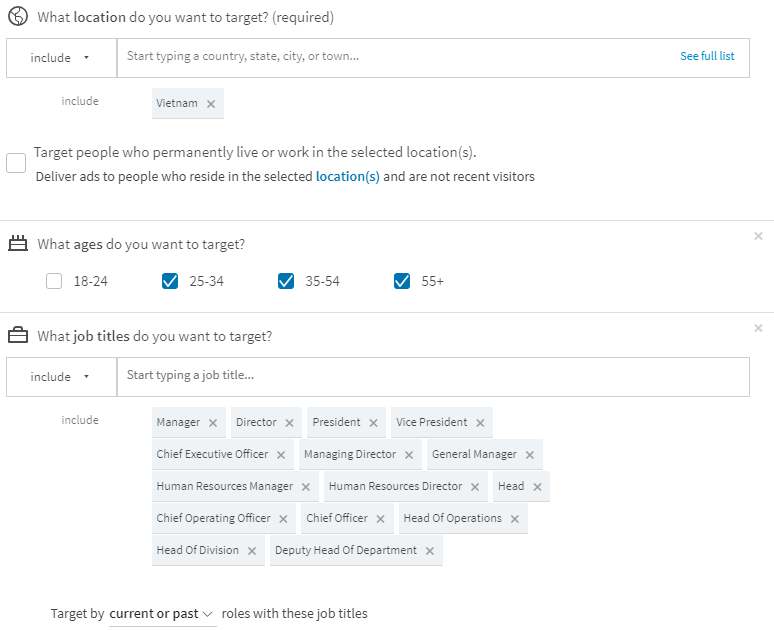 What location do you want to target? (required)
include
Start typing a country, state, city, or town...
See full list
include
Vietnam
Target people who permanently live or work in the selected location(s).
Deliver ads to people who reside in the selected location(s) and are not recent visitors
What ages do you want to target?
18-24 25-34 35-54 55+
What job titles do you want to target?
include
Start typing a job title...
include
Manager Director President Vice President
Chief Executive Officer Managing Director General Manager
Human Resources Manager Human Resources Director Head
Chief Operating Officer Chief Officer Head Of Operations
Head Of Division Deputy Head Of Department
Target by current or past roles with these job titles